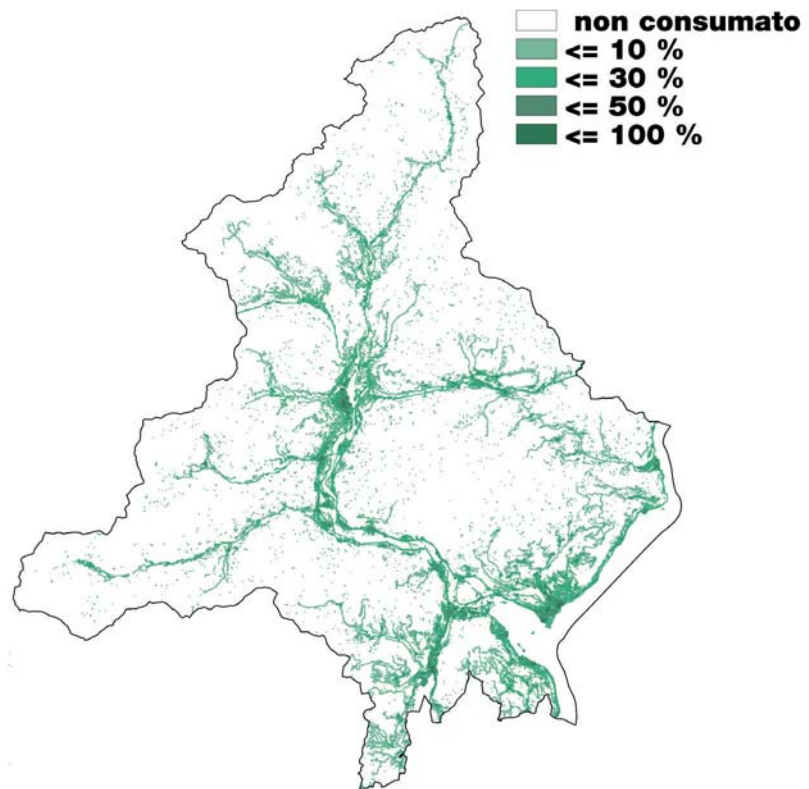 non consumato
<= 10 %
<= 30 %
<= 50 %
<= 100 %